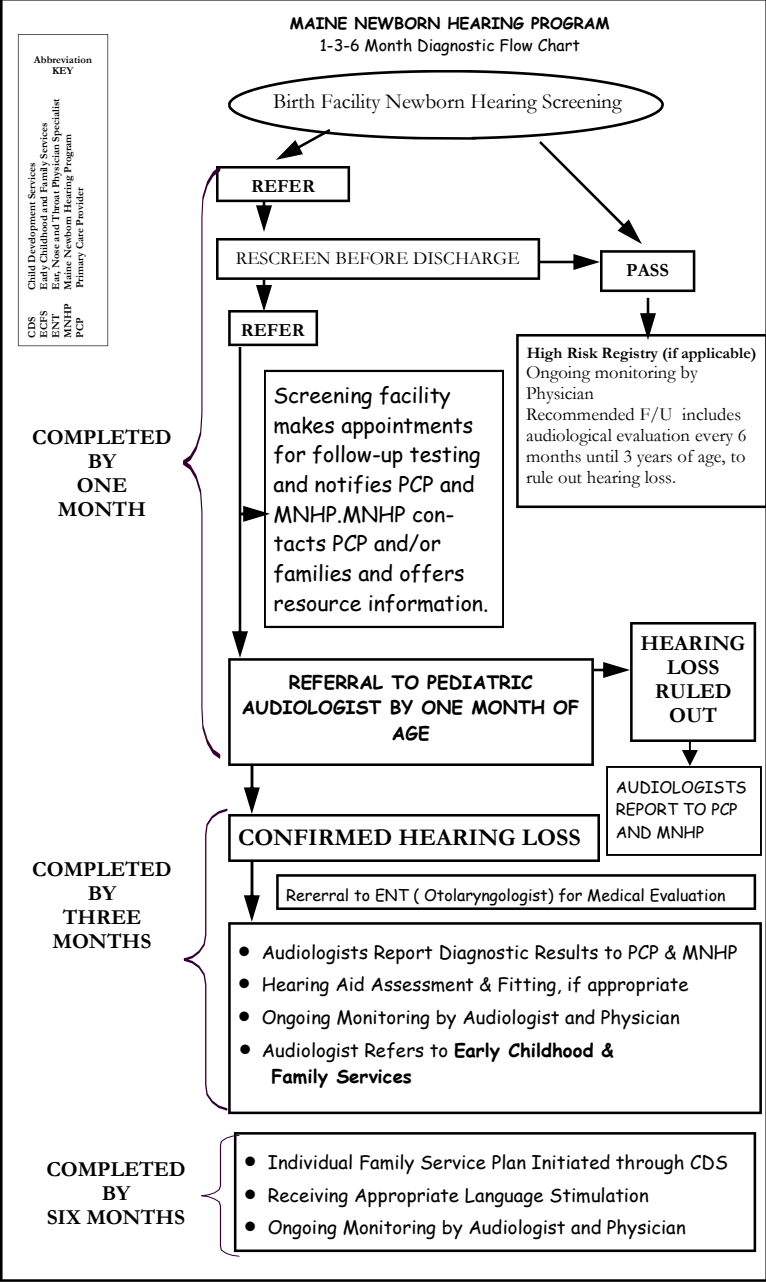 MAINE NEWBORN HEARING PROGRAM
1-3-6 Month Diagnostic Flow Chart
Abbreviation
KEY
CDS Child Development Services
ECFS Early Childhood and Family Services
ENT Ear, Nose and Throat Physician Specialist
MNHP Maine Newborn Hearing Program
PCP Primary Care Provider
Birth Facility Newborn Hearing Screening
REFER
RESCREEN BEFORE DISCHARGE
PASS
REFER
High Risk Registry (if applicable)
Ongoing monitoring by
Physician
Recommended F/U includes
audiological evaluation every 6
months until 3 years of age, to
rule out hearing loss.
COMPLETED
BY
ONE
MONTH
Screening facility
makes appointments
for follow-up testing
and notifies PCP and
MNHP.MNHP con-
tacts PCP and/or
families and offers
resource information.
REFERRAL TO PEDIATRIC
AUDIOLOGIST BY ONE MONTH OF
AGE
HEARING
LOSS
RULED
OUT
AUDIOLOGISTS
REPORT TO PCP
AND MNHP
COMPLETED
BY
THREE
MONTHS
CONFIRMED HEARING LOSS
Rererral to ENT ( Otolaryngologist) for Medical Evaluation
• Audiologists Report Diagnostic Results to PCP & MNHP
• Hearing Aid Assessment & Fitting, if appropriate
• Ongoing Monitoring by Audiologist and Physician
• Audiologist Refers to Early Childhood &
Family Services
COMPLETED
BY
SIX MONTHS
• Individual Family Service Plan Initiated through CDS
• Receiving Appropriate Language Stimulation
• Ongoing Monitoring by Audiologist and Physician